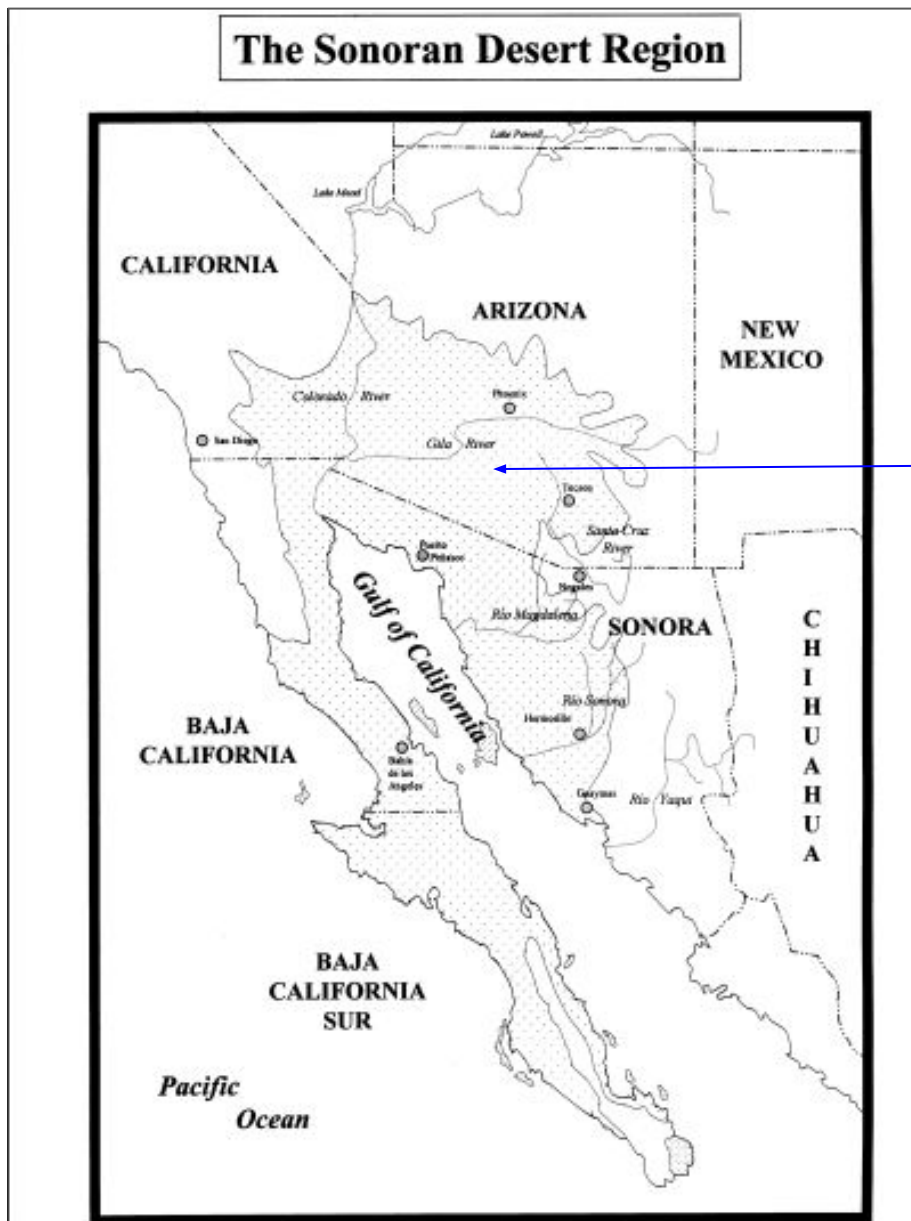 The Sonoran Desert Region
Lake Powell
Lake Mead
CALIFORNIA
ARIZONA
NEW
MEXICO
Colorado River
Phoenix
San Diego
Gila River
Tucson
Santa Cruz
River
Puerto
Peñasco
Nogales
Río Magdalena
SONORA
Gulf of California
CHIHUAHUA
Río Sonora
BAJA
CALIFORNIA
Hermosillo
Bahía
de los
Angeles
Guaymas
Río Yaqui
BAJA
CALIFORNIA
SUR
Pacific
Ocean